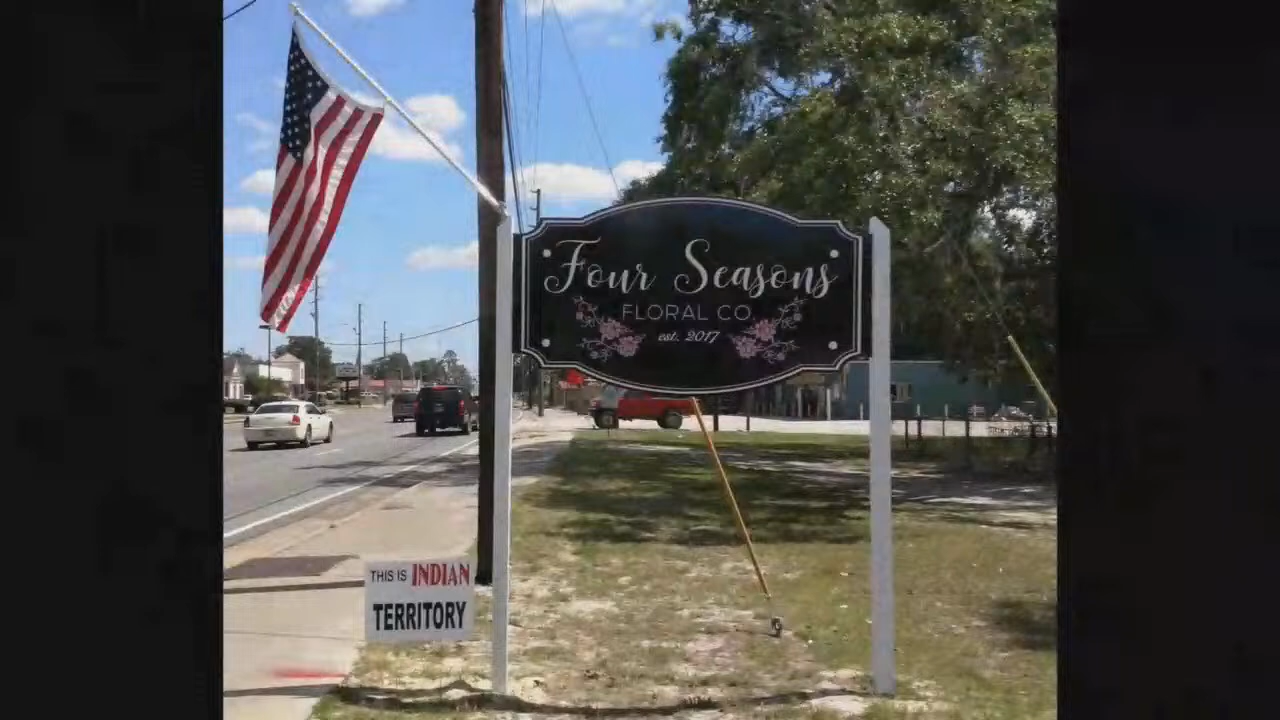 Four Seasons
FLORAL CO.
est. 2017
THIS IS INDIAN
TERRITORY